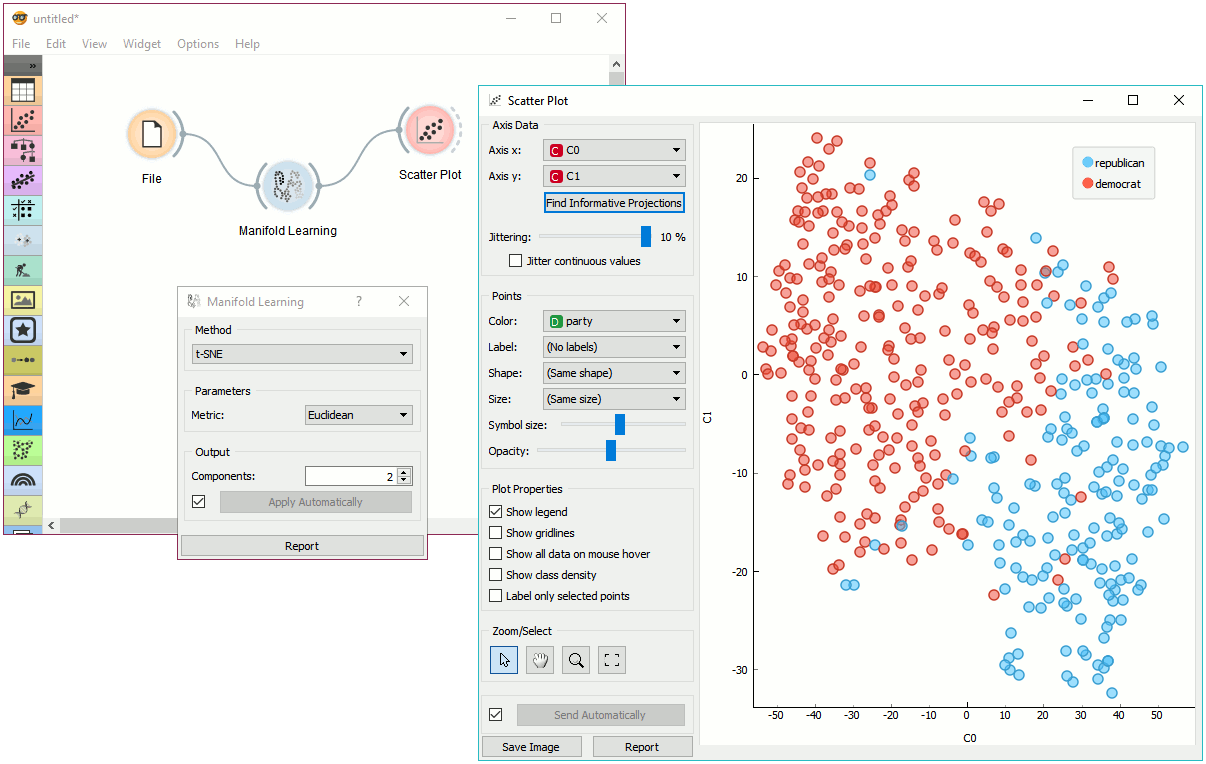 untitled*
File Edit View Widget Options Help
»
File
Manifold Learning
Scatter Plot
Manifold Learning ?
Method
t-SNE
Parameters
Metric: Euclidean
Output
Components: 2
Apply Automatically
Report
Scatter Plot
Axis Data
Axis x: C C0
Axis y: C C1
Find Informative Projections
Jittering: 10 %
Jitter continuous values
Points
Color: D party
Label: (No labels)
Shape: (Same shape)
Size: (Same size)
Symbol size:
Opacity:
Plot Properties
Show legend
Show gridlines
Show all data on mouse hover
Show class density
Label only selected points
Zoom/Select
Send Automatically
Save Image Report
republican
democrat
20
10
0
-10
-20
-30
C1
-50 -40 -30 -20 -10 0 10 20 30 40 50
C0